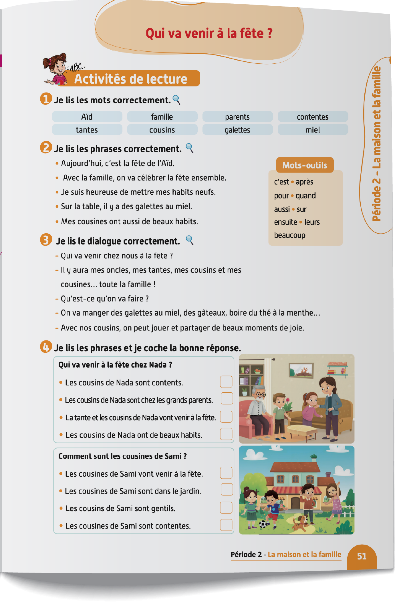 Qui va venir à la fête ?
Activités de lecture
1 Je lis les mots correctement.
Aïd famille parents contentes
tantes cousins galettes miel
2 Je lis les phrases correctement.
• Aujourd'hui, c'est la fête de l'Aïd.
• Avec la famille, on va célébrer la fête ensemble.
• Je suis heureuse de mettre mes habits neufs.
• Sur la table, il y a des galettes au miel.
• Mes cousines ont aussi de beaux habits.
Mots-outils
c'est • après
pour • quand
aussi • sur
ensuite • leurs
beaucoup
3 Je lis le dialogue correctement.
- Qui va venir chez nous à la fête ?
- Il y aura mes oncles, mes tantes, mes cousins et mes
cousines... toute la famille !
- Qu'est-ce qu'on va faire ?
- On va manger des galettes au miel, des gâteaux, boire du thé à la menthe...
- Avec nos cousins, on peut jouer et partager de beaux moments de joie.
4 Je lis les phrases et je coche la bonne réponse.
Qui va venir à la fête chez Nada ?
• Les cousins de Nada sont contents.
• Les cousins de Nada sont chez les grands parents.
• La tante et les cousins de Nada vont venir à la fête.
• Les cousins de Nada ont de beaux habits.
Comment sont les cousines de Sami ?
• Les cousines de Sami vont venir à la fête.
• Les cousines de Sami sont dans le jardin.
• Les cousins de Sami sont gentils.
• Les cousines de Sami sont contentes.
Période 2 - La maison et la famille
Période 2 - La maison et la famille 51